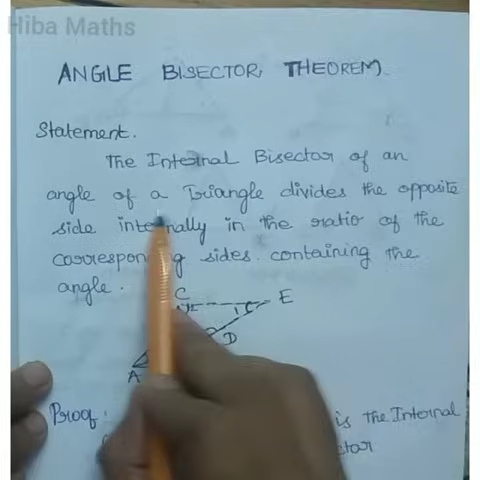 Hiba Maths
ANGLE BISECTOR THEOREM.
Statement.
The Internal Bisector of an
angle of a Triangle divides the opposite
side internally in the ratio of the
corresponding sides containing the
angle.
C
E
D
A
Proof: is the Internal